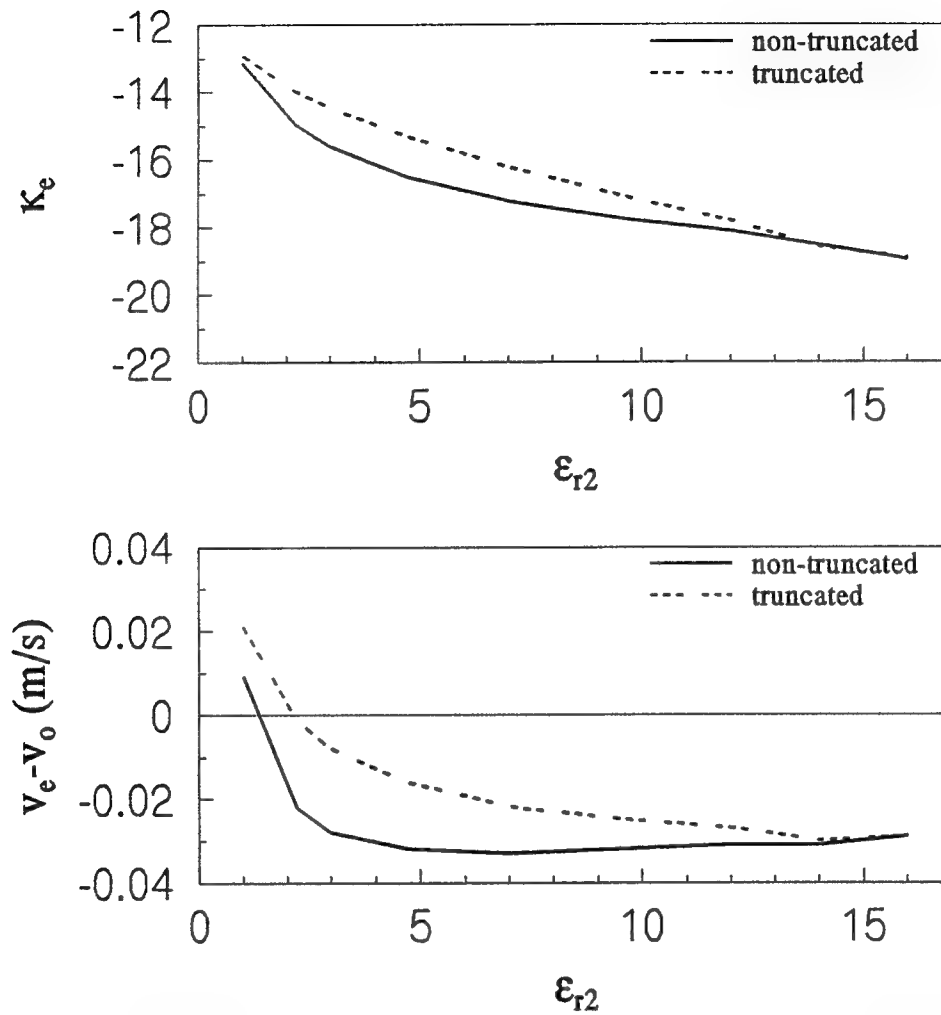 -12
-14
-16
-18
-19
-20
-22
κe
non-truncated
truncated
0 5 10 15
εr2
0.04
0.02
0
-0.02
-0.04
ve-vo (m/s)
non-truncated
truncated
0 5 10 15
εr2